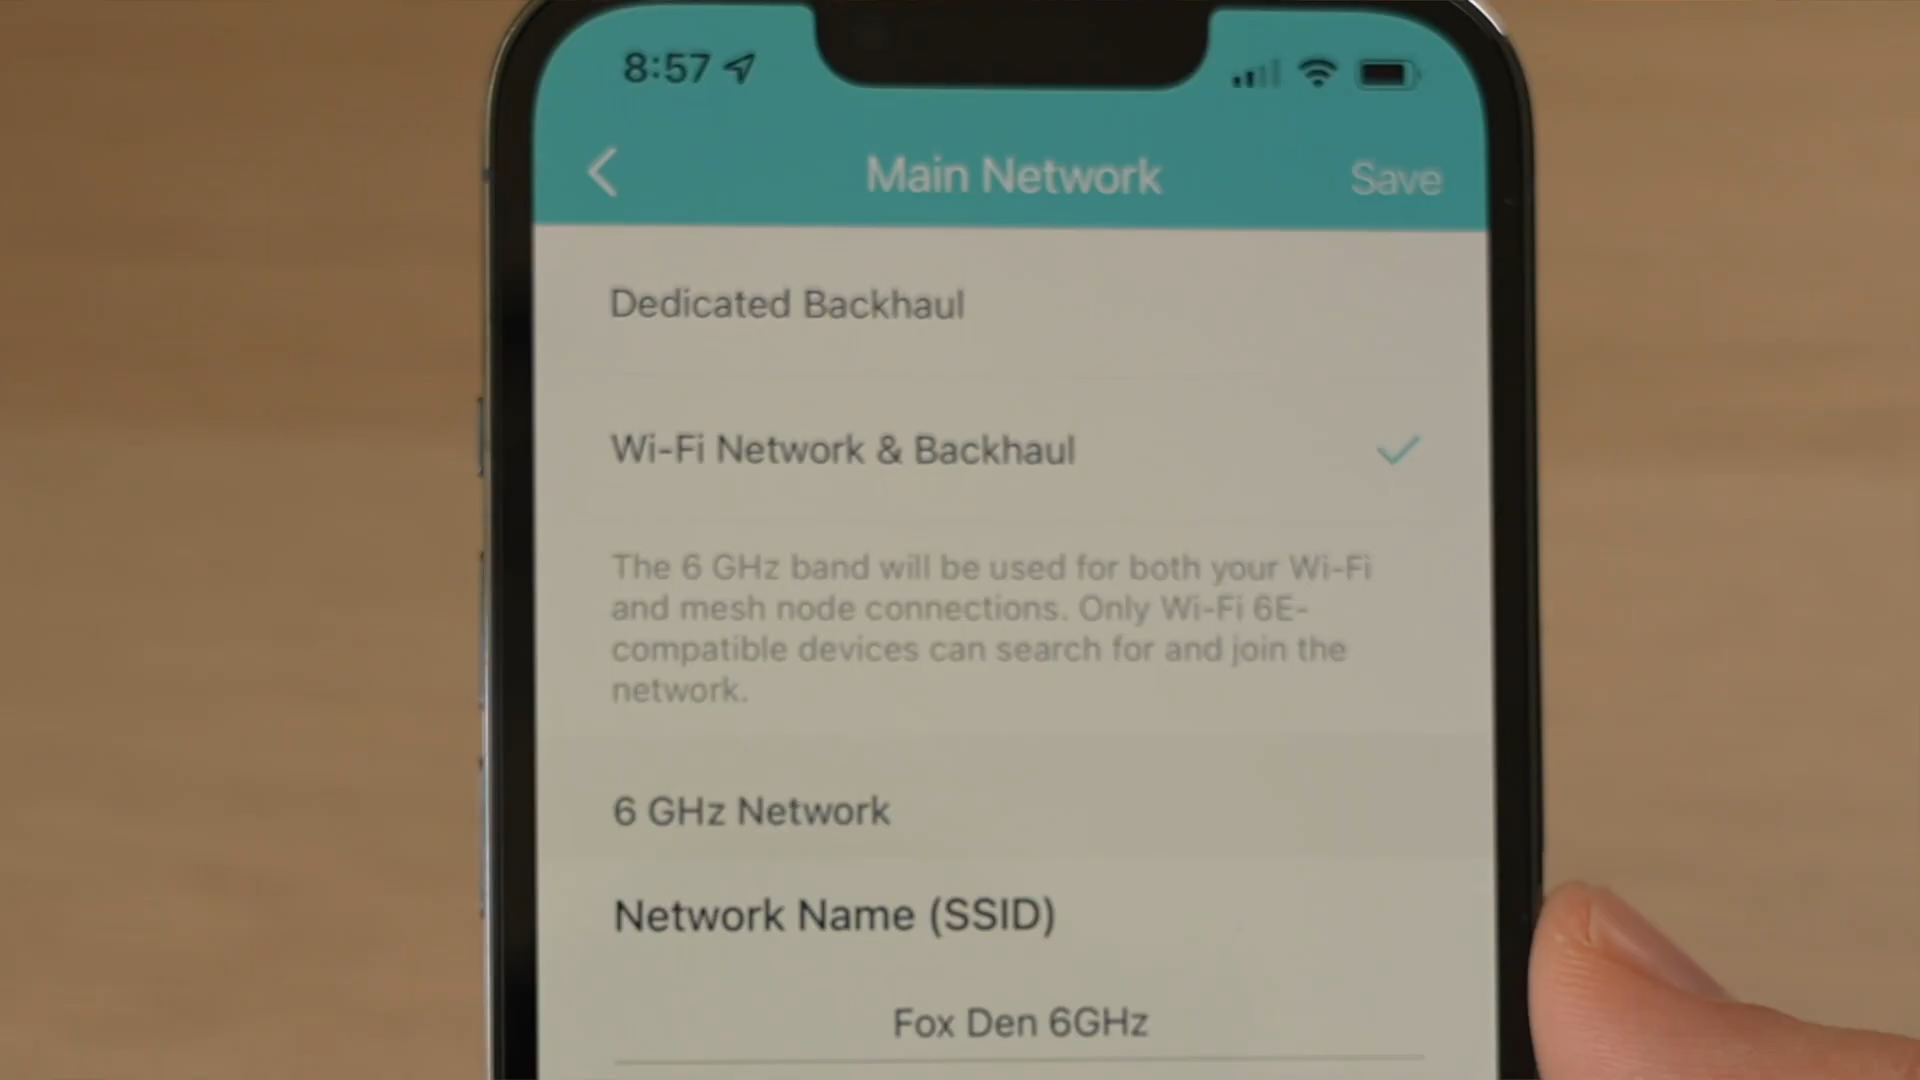 8:57
Main Network
Save
Dedicated Backhaul
Wi-Fi Network & Backhaul
The 6 GHz band will be used for both your Wi-Fi
and mesh node connections. Only Wi-Fi 6E-
compatible devices can search for and join the
network.
6 GHz Network
Network Name (SSID)
Fox Den 6GHz